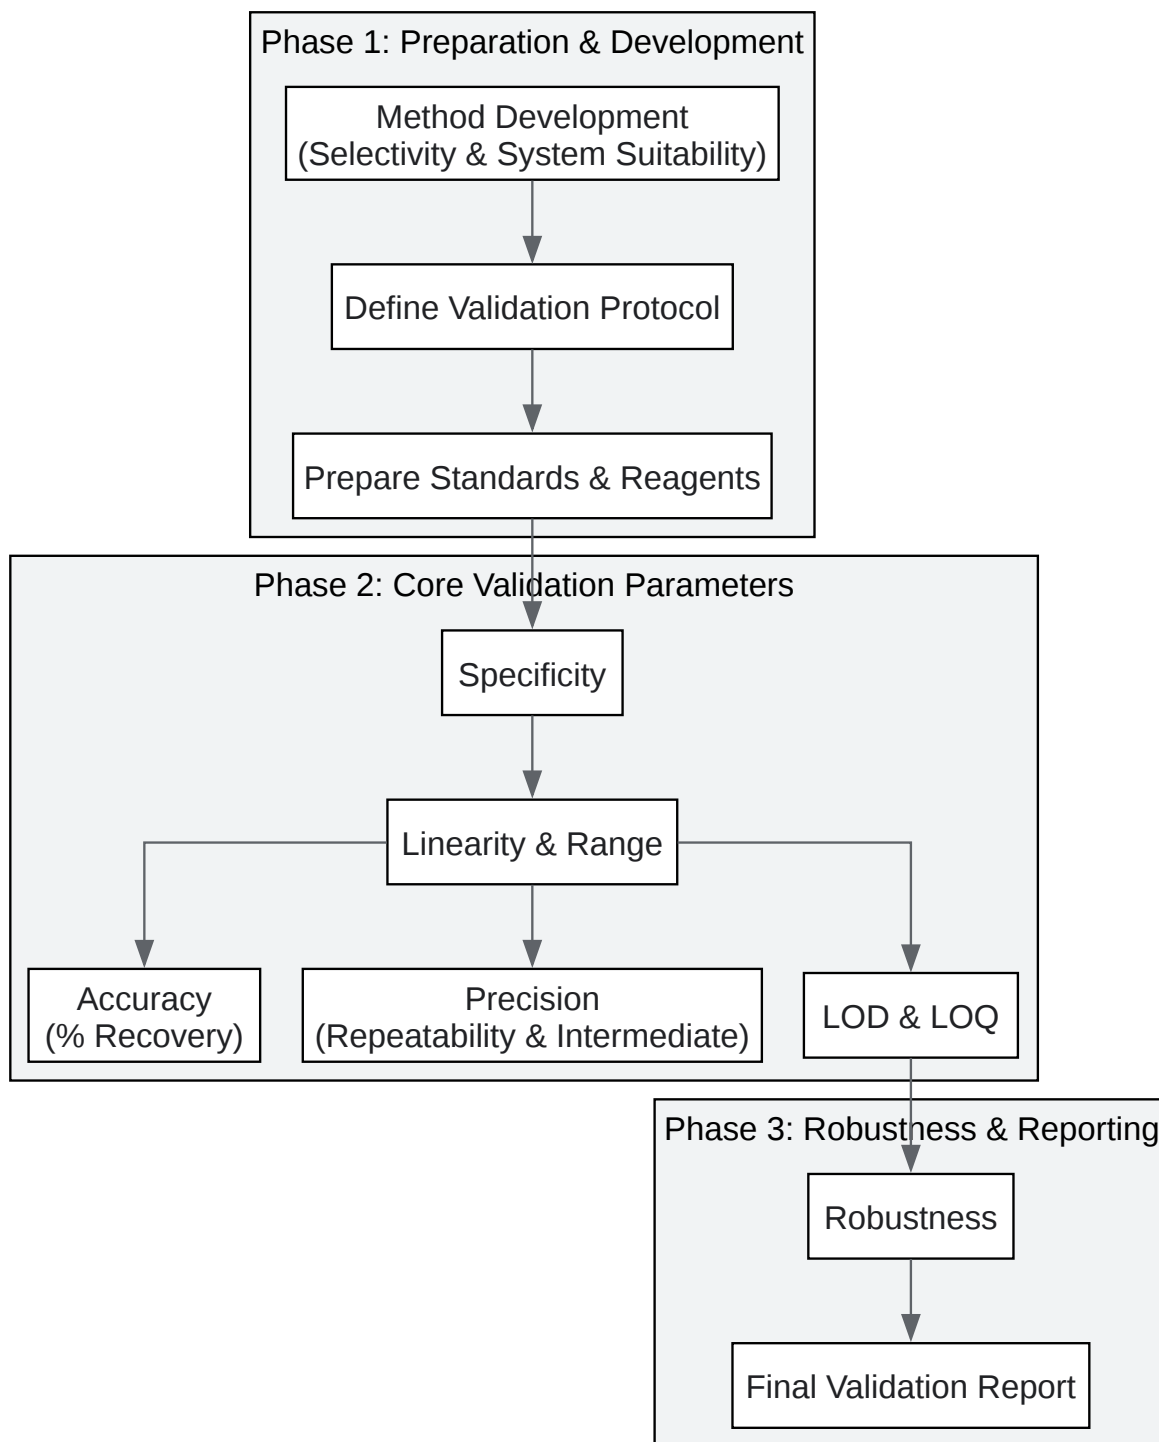 Phase 1: Preparation & Development
Method Development
(Selectivity & System Suitability)
Define Validation Protocol
Prepare Standards & Reagents
Phase 2: Core Validation Parameters
Specificity
Linearity & Range
Accuracy
(% Recovery)
Precision
(Repeatability & Intermediate)
LOD & LOQ
Phase 3: Robustness & Reporting
Robustness
Final Validation Report